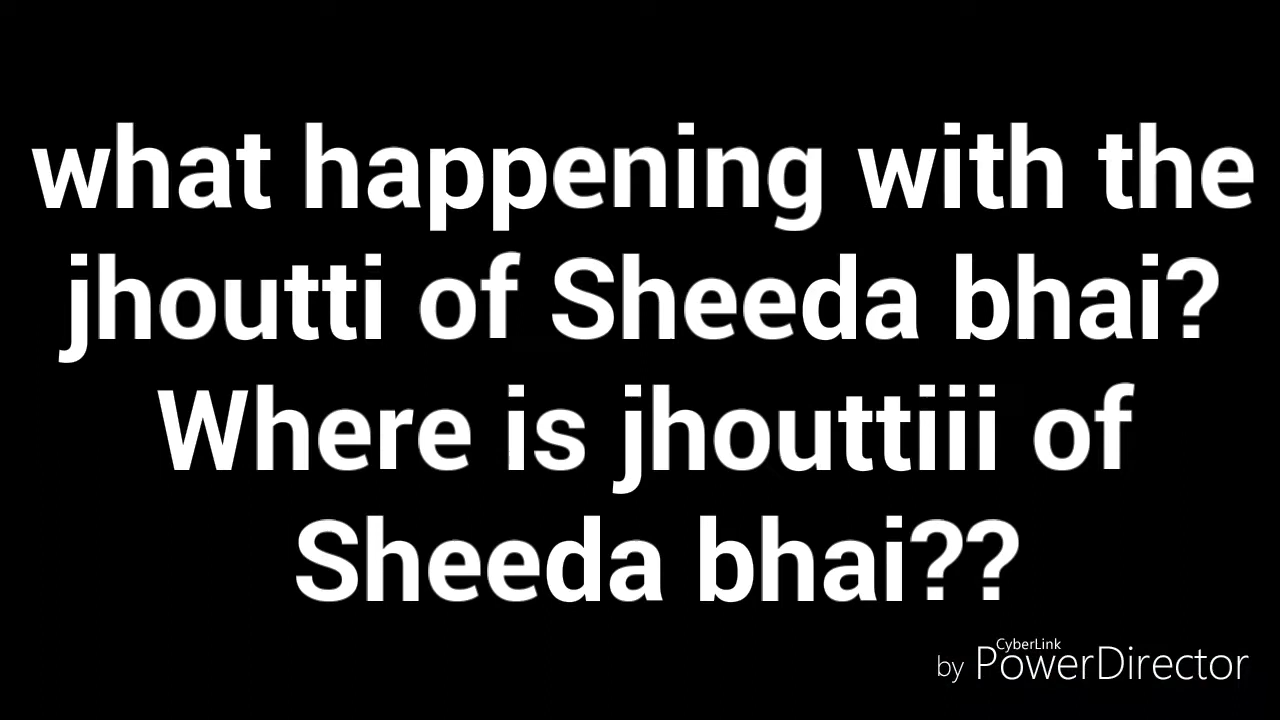 what happening with the
jhoutti of Sheeda bhai?
Where is jhouttiii of
Sheeda bhai??
CyberLink
by PowerDirector